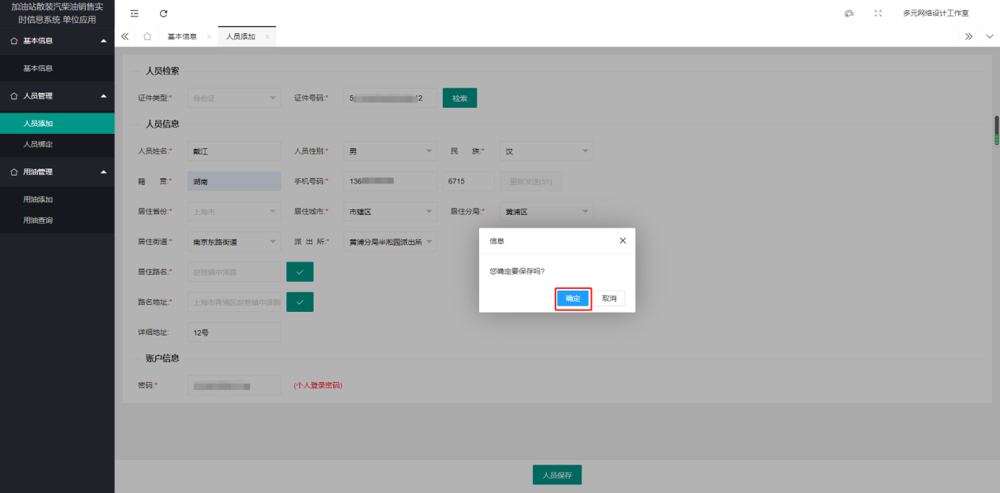 加油站散装汽柴油销售实
时信息系统 单位应用
多元网络设计工作室
基本信息
基本信息
人员管理
人员添加
人员绑定
用油管理
用油添加
用油查询
基本信息
人员添加
人员检索
证件类型:* 身份证 证件号码:* 5 12 检索
人员信息
人员姓名:* 戴江 人员性别:* 男 民 族:* 汉
籍 贯:* 湖南 手机号码:* 136 6715 重新发送(51)
居住省份:* 上海市 居住城市:* 市辖区 居住分局:* 黄浦区
居住街道:* 南京东路街道 派 出 所:* 黄浦分局半淞园派出所
居住路名:* 赵巷镇中泽路
路名地址:* 上海市青浦区赵巷镇中泽路
详细地址: 12号
账户信息
密码:* (个人登录密码)
信息
您确定要保存吗?
确定 取消
人员保存